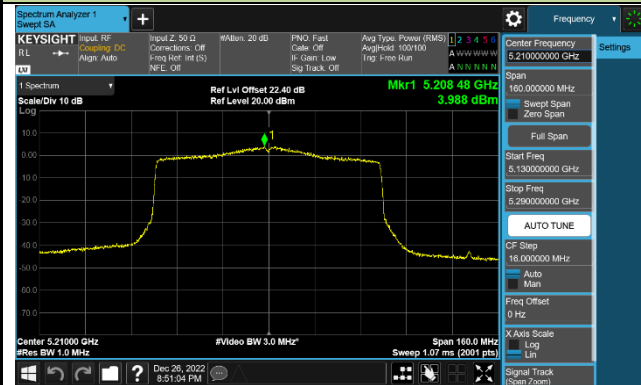 Spectrum Analyzer 1
Swept SA
+
Frequency
KEYSIGHT
RL
LXI
Input: RF
Coupling: DC
Align: Auto
Input Z: 50 Ω
Corrections: Off
Freq Ref: Int (S)
NFE: Off
#Atten: 20 dB
PNO: Fast
Gate: Off
IF Gain: Low
Sig Track: Off
Avg Type: Power (RMS)
Avg|Hold: 100/100
Trig: Free Run
1 2 3 4 5 6
A W W W W W
A N N N N N
1 Spectrum
Scale/Div 10 dB
Ref Lvl Offset 22.40 dB
Ref Level 20.00 dBm
Mkr1 5.208 48 GHz
3.988 dBm
Log
10.0
0.00
10.0
20.0
30.0
40.0
50.0
60.0
70.0
1
Center 5.21000 GHz
#Res BW 1.0 MHz
#Video BW 3.0 MHz*
Span 160.0 MHz
Sweep 1.07 ms (2001 pts)
?
Dec 26, 2022
8:51:04 PM
Center Frequency
5.210000000 GHz
Settings
Span
160.000000 MHz
Swept Span
Zero Span
Full Span
Start Freq
5.130000000 GHz
Stop Freq
5.290000000 GHz
AUTO TUNE
CF Step
16.000000 MHz
Auto
Man
Freq Offset
0 Hz
X Axis Scale
Log
Lin
Signal Track
(Span Zoom)